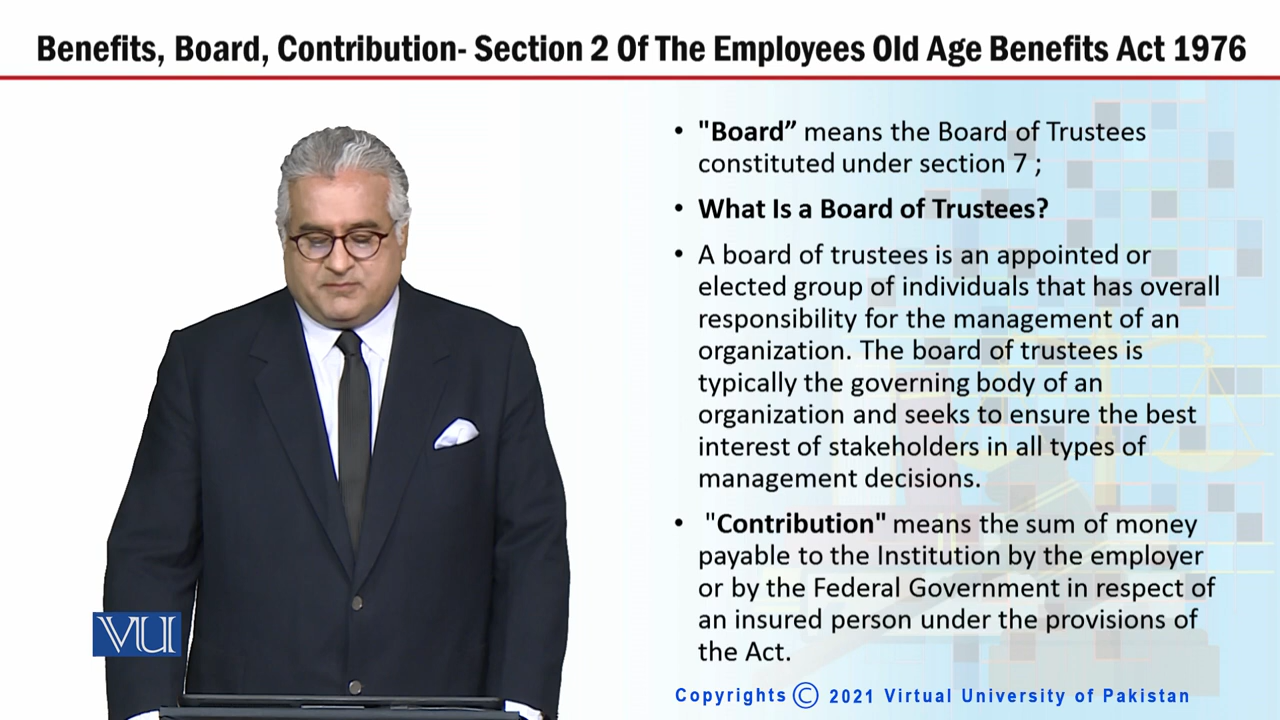 Benefits, Board, Contribution- Section 2 Of The Employees Old Age Benefits Act 1976
• "Board” means the Board of Trustees
constituted under section 7 ;
• What Is a Board of Trustees?
• A board of trustees is an appointed or
elected group of individuals that has overall
responsibility for the management of an
organization. The board of trustees is
typically the governing body of an
organization and seeks to ensure the best
interest of stakeholders in all types of
management decisions.
• "Contribution" means the sum of money
payable to the Institution by the employer
or by the Federal Government in respect of
an insured person under the provisions of
the Act.
VU
Copyrights © 2021 Virtual University of Pakistan